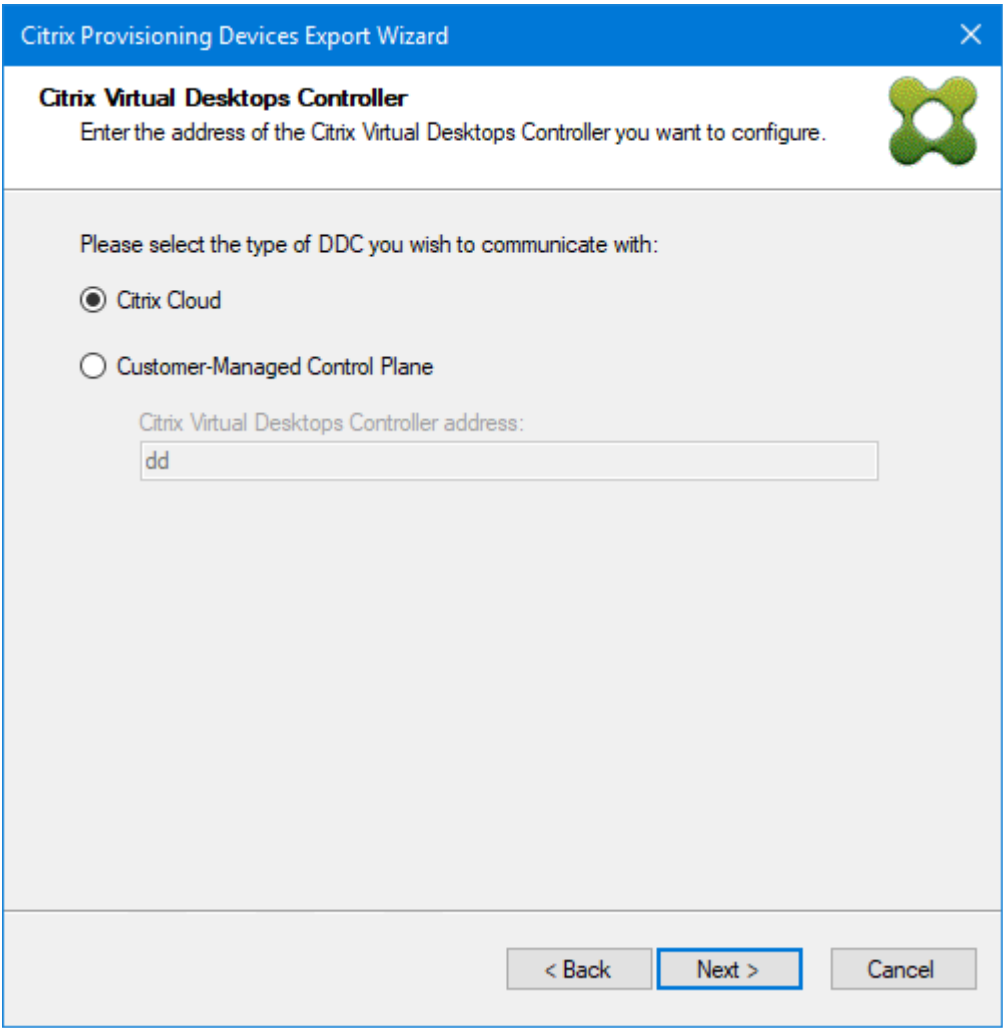 Citrix Provisioning Devices Export Wizard
Citrix Virtual Desktops Controller
Enter the address of the Citrix Virtual Desktops Controller you want to configure.
Please select the type of DDC you wish to communicate with:
Citrix Cloud
Customer-Managed Control Plane
Citrix Virtual Desktops Controller address:
dd
< Back Next > Cancel